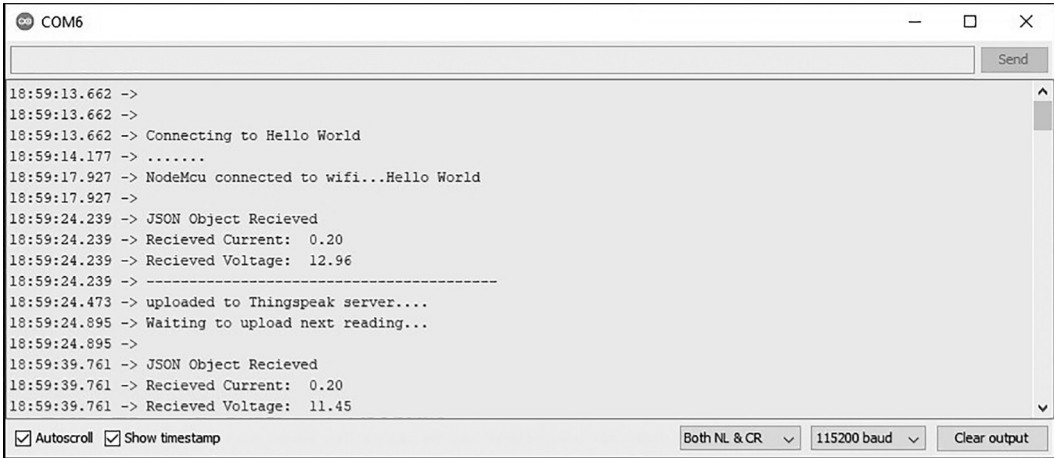 COM6
Send
18:59:13.662 ->
18:59:13.662 ->
18:59:13.662 -> Connecting to Hello World
18:59:14.177 -> .......
18:59:17.927 -> NodeMcu connected to wifi...Hello World
18:59:17.927 ->
18:59:24.239 -> JSON Object Recieved
18:59:24.239 -> Recieved Current:  0.20
18:59:24.239 -> Recieved Voltage:  12.96
18:59:24.239 -> -----------------------------------------
18:59:24.473 -> uploaded to Thingspeak server....
18:59:24.895 -> Waiting to upload next reading...
18:59:24.895 ->
18:59:39.761 -> JSON Object Recieved
18:59:39.761 -> Recieved Current:  0.20
18:59:39.761 -> Recieved Voltage:  11.45
Autoscroll Show timestamp Both NL & CR 115200 baud Clear output